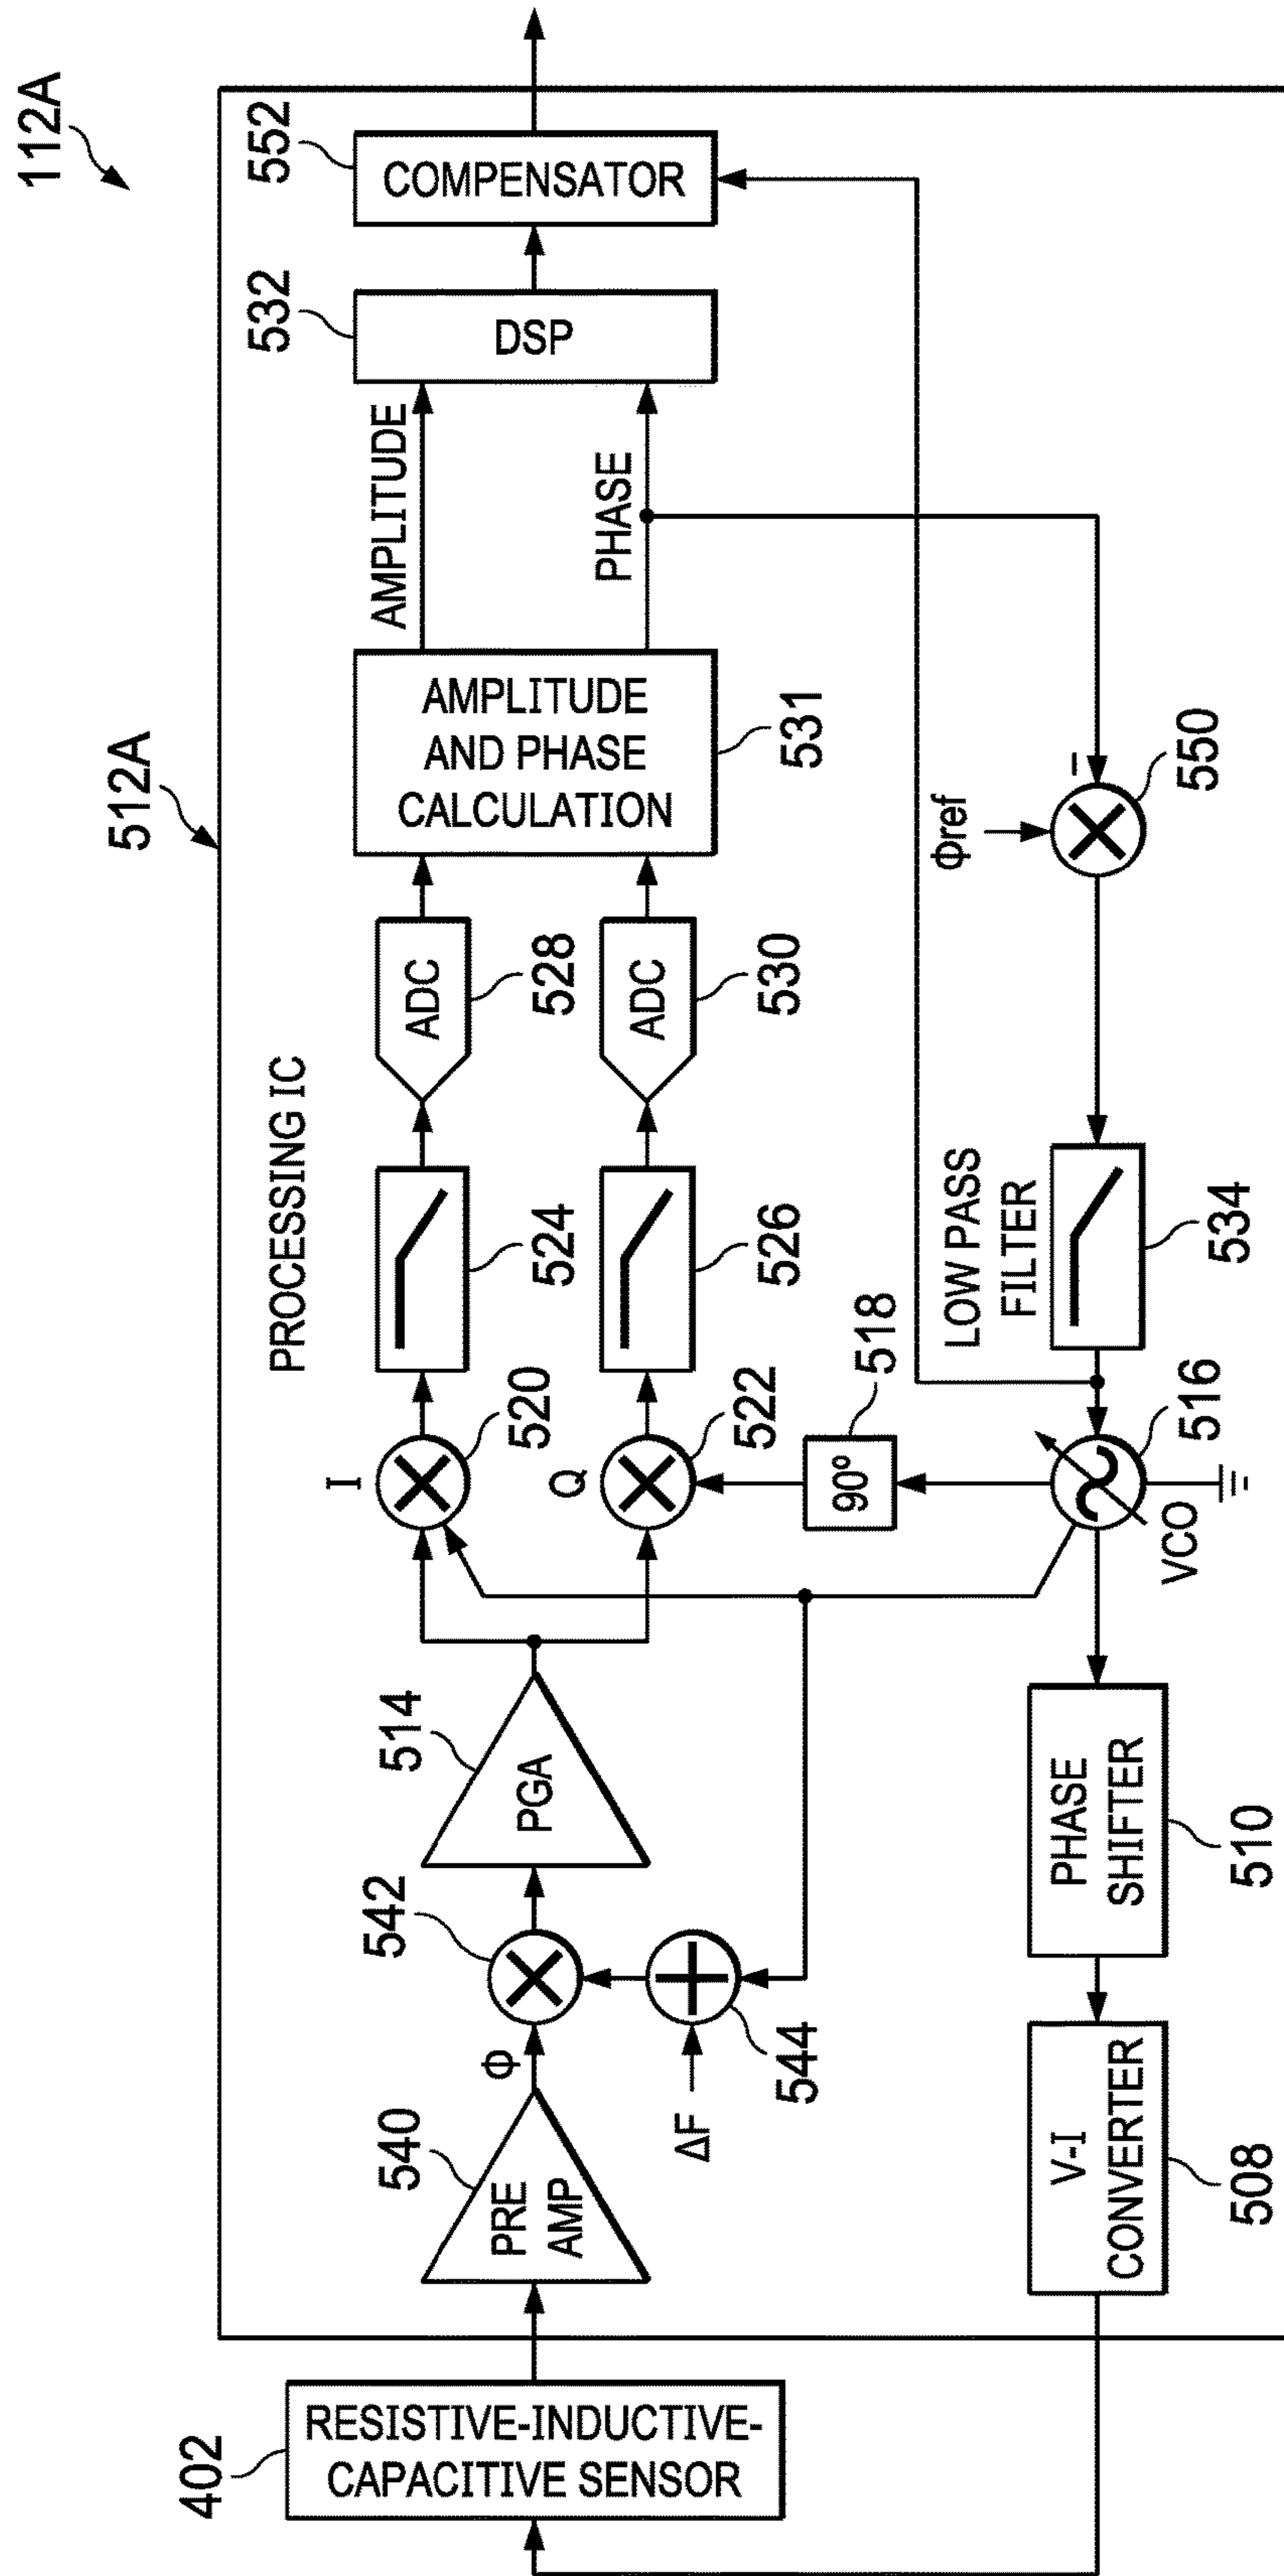 112A
512A
PROCESSING IC
402
RESISTIVE-INDUCTIVE-
CAPACITIVE SENSOR
540
PRE
AMP
Φ
542
ΔF
544
514
PGA
I
520
Q
522
524
526
ADC
528
ADC
530
AMPLITUDE
AND PHASE
CALCULATION
531
AMPLITUDE
PHASE
532
DSP
552
COMPENSATOR
90°
518
V-I
CONVERTER
508
PHASE
SHIFTER
510
VCO
516
LOW PASS
FILTER
534
Φref
−
550